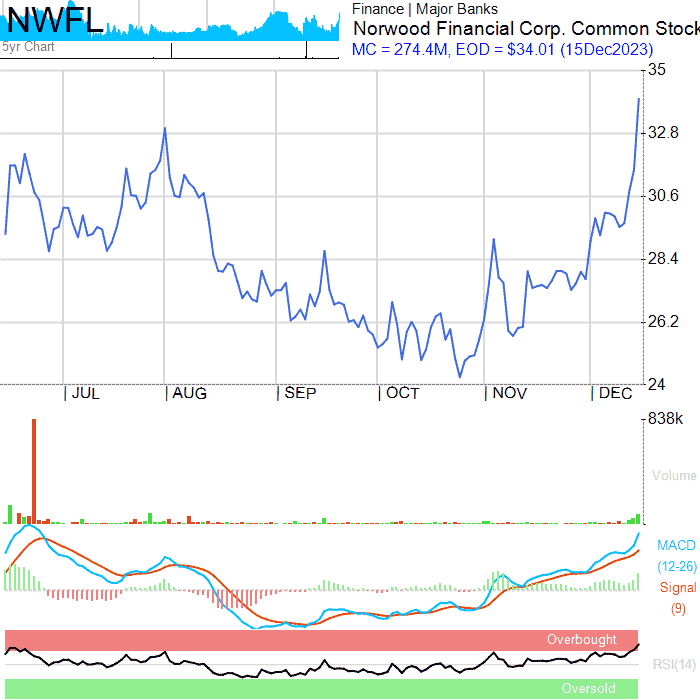 NWFL
5yr Chart
Finance | Major Banks
Norwood Financial Corp. Common Stock
MC = 274.4M, EOD = $34.01 (15Dec2023)
35
32.8
30.6
28.4
26.2
24
JUL
AUG
SEP
OCT
NOV
DEC
838k
Volume
MACD
(12-26)
Signal
(9)
Overbought
RSI(14)
Oversold